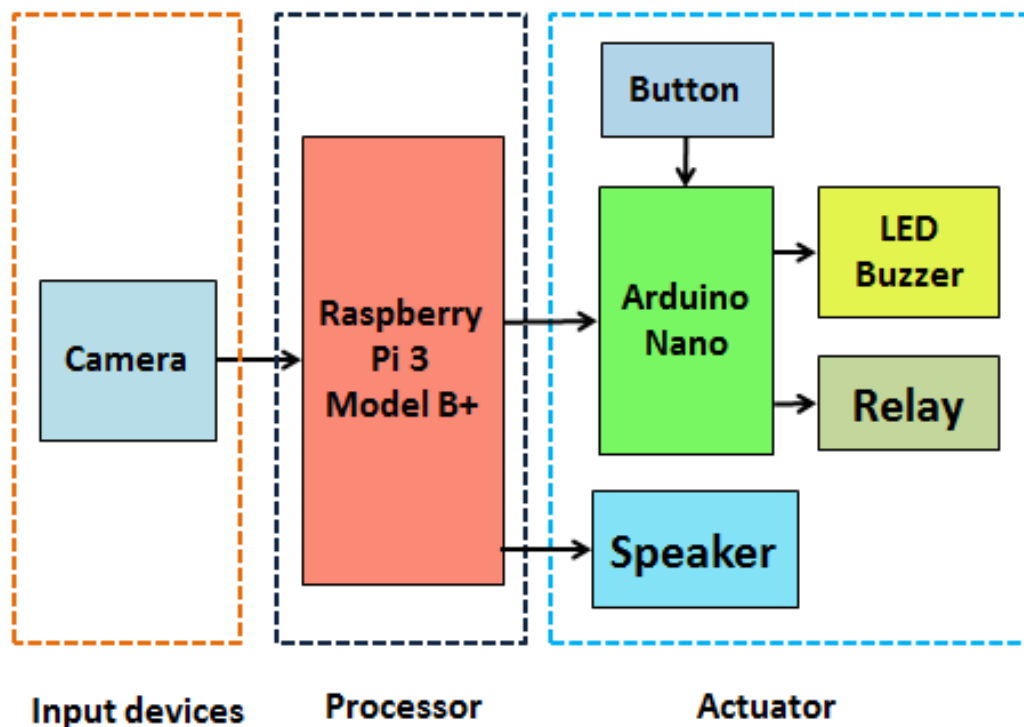 Button
LED
Buzzer
Arduino
Nano
Raspberry
Pi 3
Model B+
Camera
Relay
Speaker
Input devices
Processor
Actuator